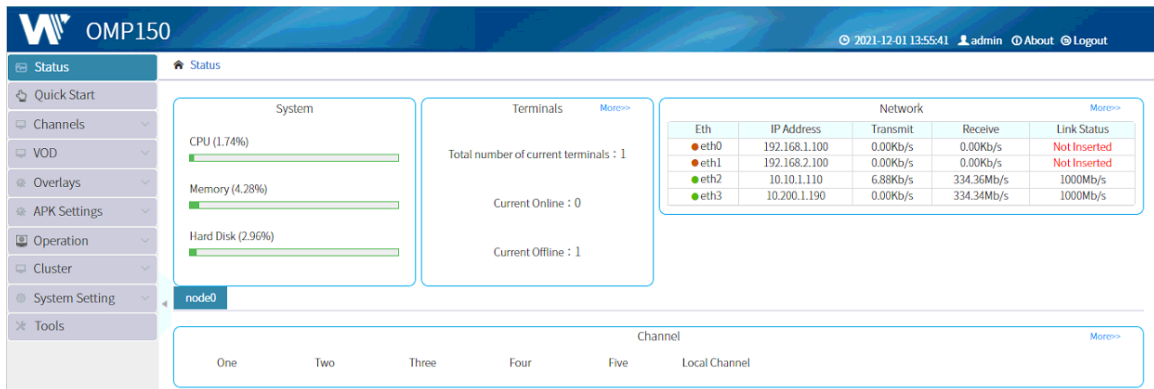 OMP150
2021-12-01 13:55:41 admin About Logout
Status
Quick Start
Channels
VOD
Overlays
APK Settings
Operation
Cluster
System Setting
Tools
Status
System
CPU (1.74%)
Memory (4.28%)
Hard Disk (2.96%)
Terminals More>>
Total number of current terminals : 1
Current Online : 0
Current Offline : 1
Network More>>
Eth IP Address Transmit Receive Link Status
eth0 192.168.1.100 0.00Kb/s 0.00Kb/s Not Inserted
eth1 192.168.2.100 0.00Kb/s 0.00Kb/s Not Inserted
eth2 10.10.1.110 6.88Kb/s 334.36Mb/s 1000Mb/s
eth3 10.200.1.190 0.00Kb/s 334.34Mb/s 1000Mb/s
node0
Channel More>>
One Two Three Four Five Local Channel